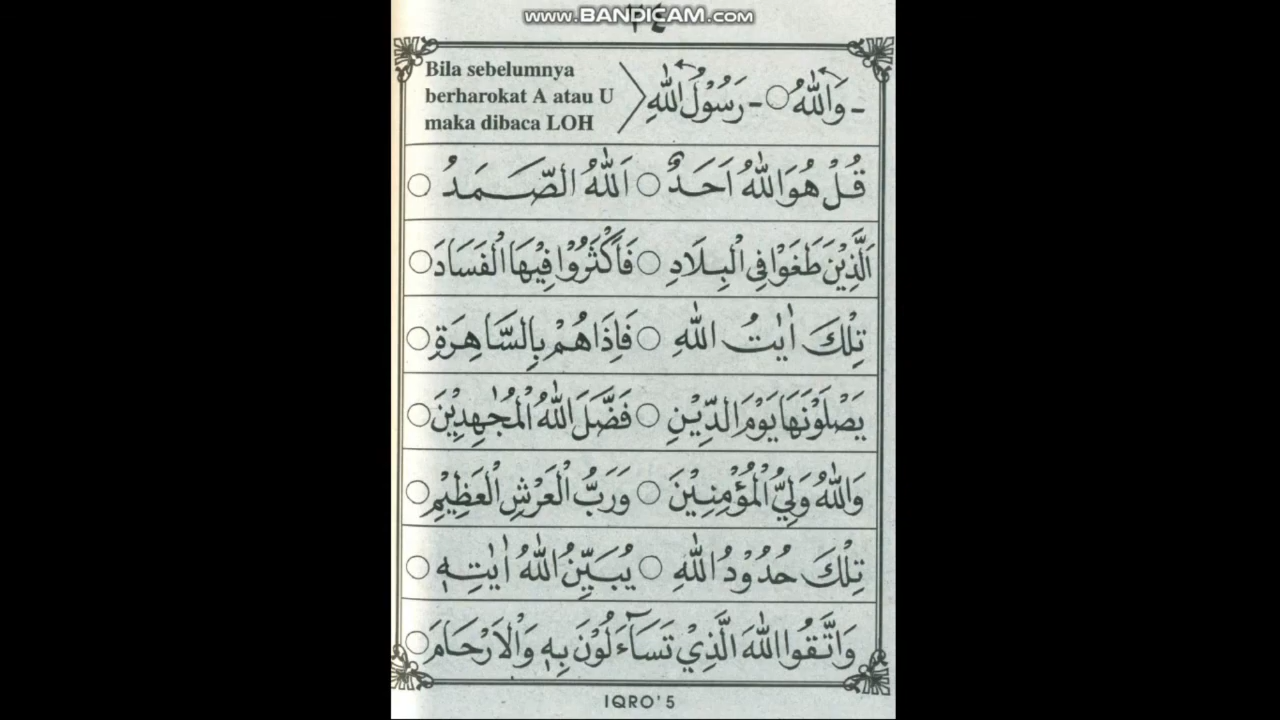 www.BANDICAM.com
٢٤
Bila sebelumnya
berharokat A atau U
maka dibaca LOH
- وَاللّٰهُ ○ - رَسُوْلُ اللّٰهِ
قُلْ هُوَ اللّٰهُ اَحَدٌ ○ اَللّٰهُ الصَّمَدُ ○
اَلَّذِيْنَ طَغَوْا فِى الْبِلَادِ ○ فَاَكْثَرُوْا فِيْهَا الْفَسَادَ ○
تِلْكَ اٰيٰتُ اللّٰهِ ○ فَاِذَا هُمْ بِالسَّاهِرَةِ ○
يَصْلَوْنَهَا يَوْمَ الدِّيْنِ ○ فَضَّلَ اللّٰهُ الْمُجٰهِدِيْنَ ○
وَاللّٰهُ وَلِيُّ الْمُؤْمِنِيْنَ ○ وَرَبُّ الْعَرْشِ الْعَظِيْمِ ○
تِلْكَ حُدُوْدُ اللّٰهِ ○ يُبَيِّنُ اللّٰهُ اٰيٰتِهٖ ○
وَاتَّقُوا اللّٰهَ الَّذِيْ تَسَآءَلُوْنَ بِهٖ وَالْاَرْحَامَ ○
IQRO' 5